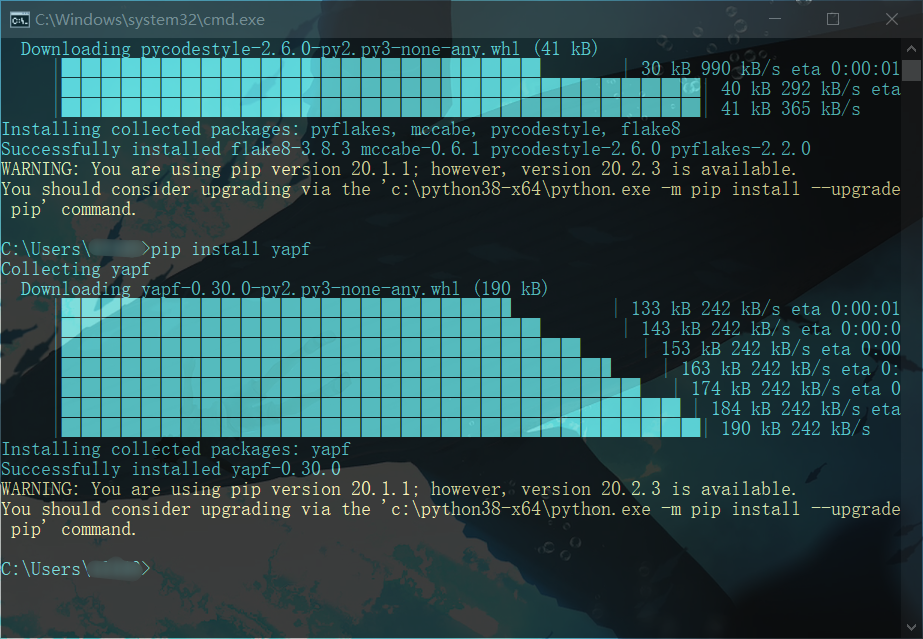 C:\Windows\system32\cmd.exe
Downloading pycodestyle-2.6.0-py2.py3-none-any.whl (41 kB)
| 30 kB 990 kB/s eta 0:00:01
| 40 kB 292 kB/s eta
| 41 kB 365 kB/s
Installing collected packages: pyflakes, mccabe, pycodestyle, flake8
Successfully installed flake8-3.8.3 mccabe-0.6.1 pycodestyle-2.6.0 pyflakes-2.2.0
WARNING: You are using pip version 20.1.1; however, version 20.2.3 is available.
You should consider upgrading via the 'c:\python38-x64\python.exe -m pip install --upgrade
pip' command.
C:\Users\>pip install yapf
Collecting yapf
Downloading yapf-0.30.0-py2.py3-none-any.whl (190 kB)
| 133 kB 242 kB/s eta 0:00:01
| 143 kB 242 kB/s eta 0:00:0
| 153 kB 242 kB/s eta 0:00
| 163 kB 242 kB/s eta 0:
| 174 kB 242 kB/s eta 0
| 184 kB 242 kB/s eta
| 190 kB 242 kB/s
Installing collected packages: yapf
Successfully installed yapf-0.30.0
WARNING: You are using pip version 20.1.1; however, version 20.2.3 is available.
You should consider upgrading via the 'c:\python38-x64\python.exe -m pip install --upgrade
pip' command.
C:\Users\>